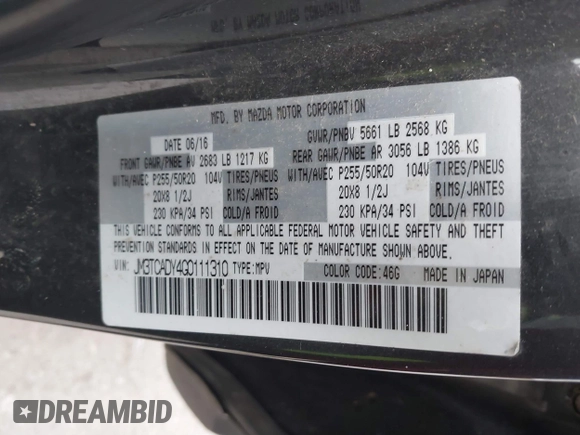 MFD. BY MAZDA MOTOR CORPORATION
DATE 06/16 GVWR/PNBV 5661 LB 2568 KG
FRONT GAWR/PNBE AV 2683 LB 1217 KG REAR GAWR/PNBE AR 3056 LB 1386 KG
WITH/AVEC P255/50R20 104V TIRES/PNEUS WITH/AVEC P255/50R20 104V TIRES/PNEUS
20X8 1/2J RIMS/JANTES 20X8 1/2J RIMS/JANTES
230 KPA/34 PSI COLD/A FROID 230 KPA/34 PSI COLD/A FROID
THIS VEHICLE CONFORMS TO ALL APPLICABLE FEDERAL MOTOR VEHICLE SAFETY AND THEFT
PREVENTION STANDARDS IN EFFECT ON THE DATE OF MANUFACTURE SHOWN ABOVE.
VIN: JM3TCADY4G0111310 TYPE:MPV COLOR CODE:46G MADE IN JAPAN
DREAMBID